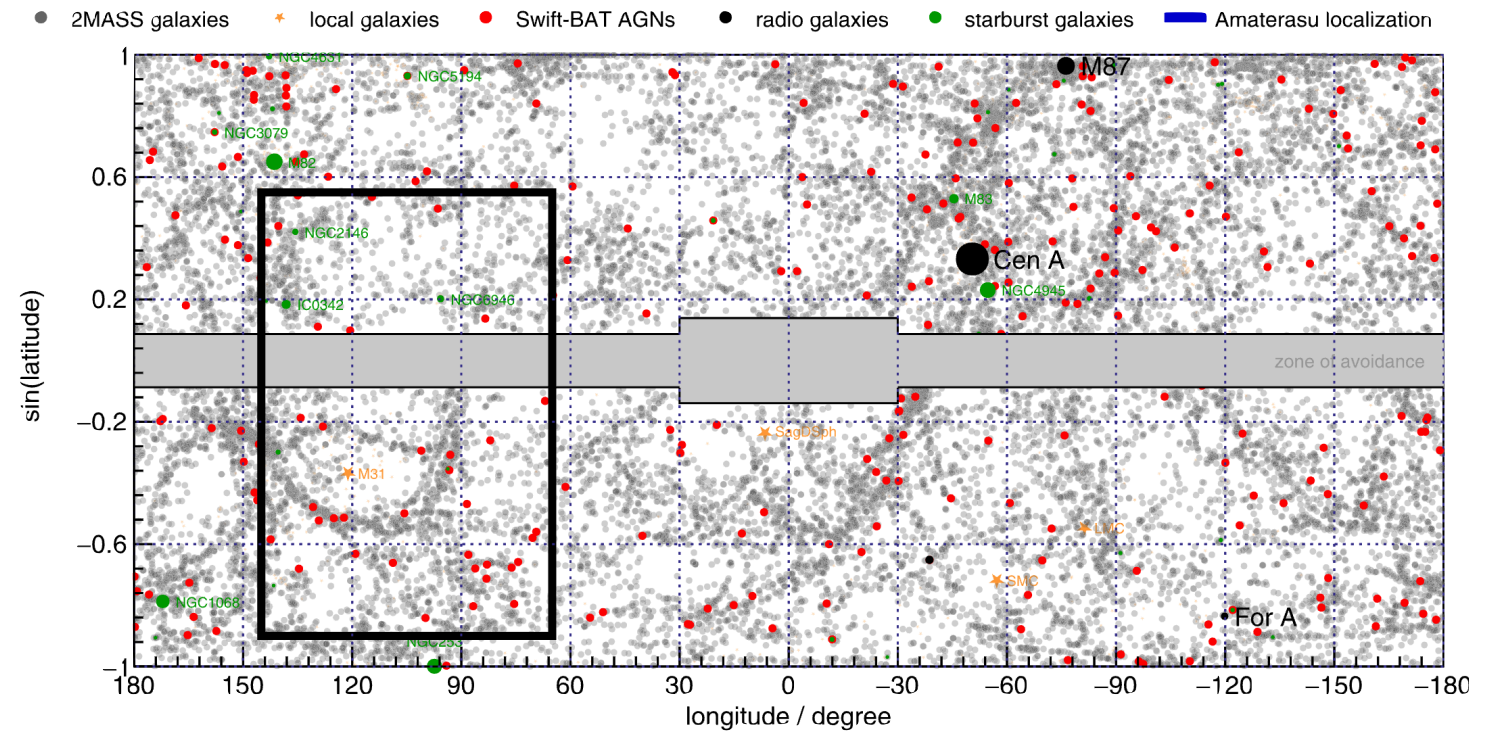 2MASS galaxies local galaxies Swift-BAT AGNs radio galaxies starburst galaxies Amaterasu localization
1
NGC4631
M87
NGC5194
NGC3079
M82
0.6
M83
NGC2146
Cen A
NGC4945
0.2
IC0342
NGC6946
sin(latitude)
zone of avoidance
−0.2
SagDSph
M31
LMC
−0.6
SMC
NGC1068
For A
NGC253
−1
180 150 120 90 60 30 0 −30 −60 −90 −120 −150 −180
longitude / degree